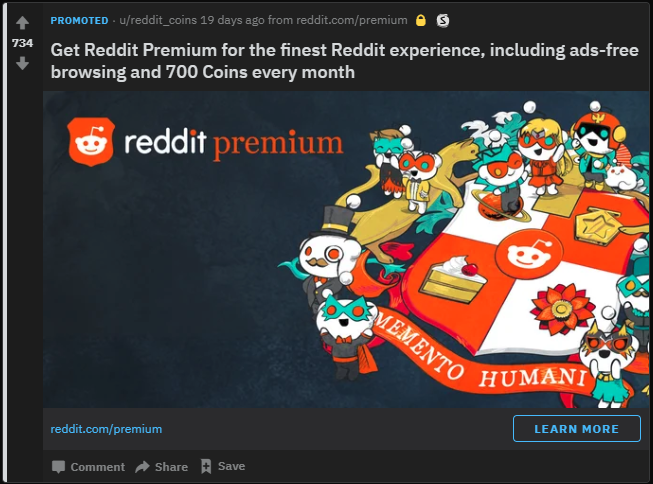 PROMOTED · u/reddit_coins 19 days ago from reddit.com/premium
734
Get Reddit Premium for the finest Reddit experience, including ads-free
browsing and 700 Coins every month
reddit premium
MEMENTO HUMANI
reddit.com/premium
LEARN MORE
Comment Share Save